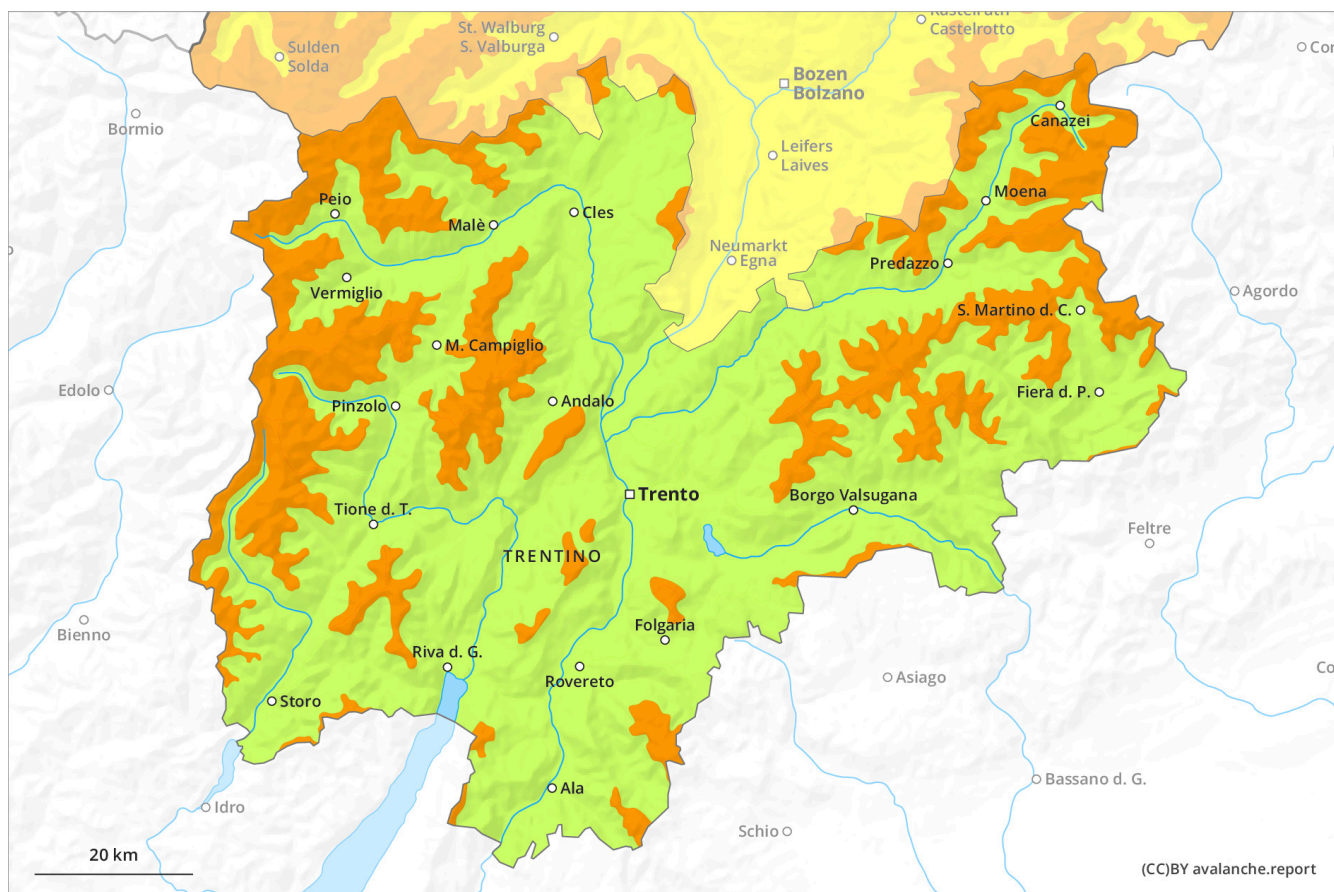 Kastelruth
Castelrotto
St. Walburg
S. Valburga
Sulden
Solda
Bozen
Bolzano
Bormio
Canazei
Leifers
Laives
Moena
Peio
Malè
Cles
Neumarkt
Egna
Predazzo
Vermiglio
Agordo
S. Martino d. C.
M. Campiglio
Edolo
Pinzolo
Andalo
Fiera d. P.
Trento
Borgo Valsugana
Tione d. T.
Feltre
TRENTINO
Bienno
Folgaria
Riva d. G.
Rovereto
Asiago
Storo
Bassano d. G.
Ala
Idro
Schio
20 km
(CC)BY avalanche.report